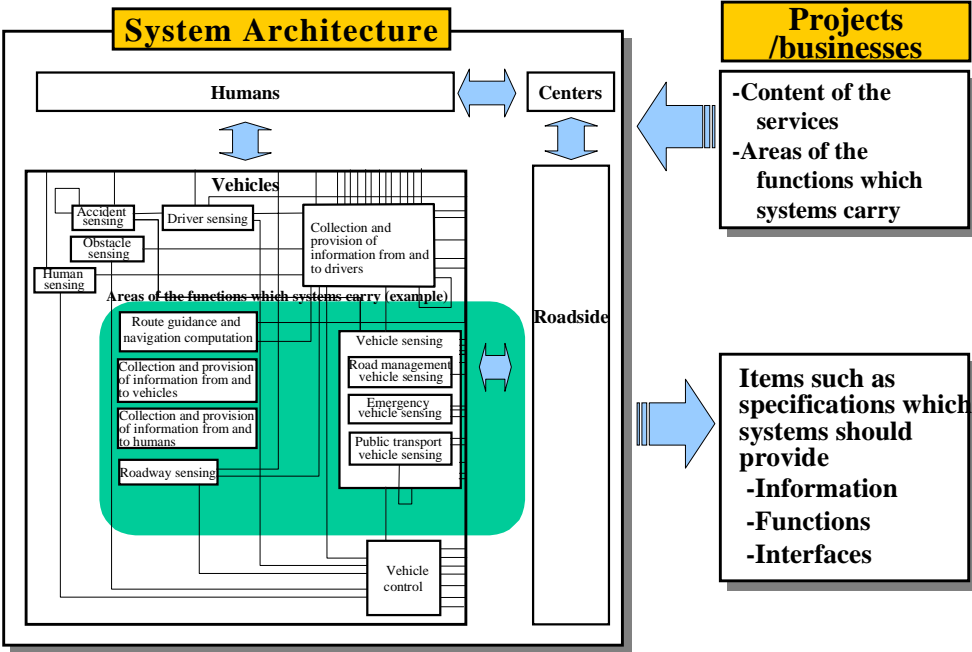 System Architecture
Humans
Centers
Vehicles
Accident
sensing
Driver sensing
Obstacle
sensing
Human
sensing
Collection and
provision of
information from and
to drivers
Areas of the functions which systems carry (example)
Route guidance and
navigation computation
Collection and provision
of information from and
to vehicles
Collection and provision
of information from and
to humans
Roadway sensing
Vehicle sensing
Road management
vehicle sensing
Emergency
vehicle sensing
Public transport
vehicle sensing
Vehicle
control
Roadside
Projects
/businesses
-Content of the
services
-Areas of the
functions which
systems carry
Items such as
specifications which
systems should
provide
-Information
-Functions
-Interfaces